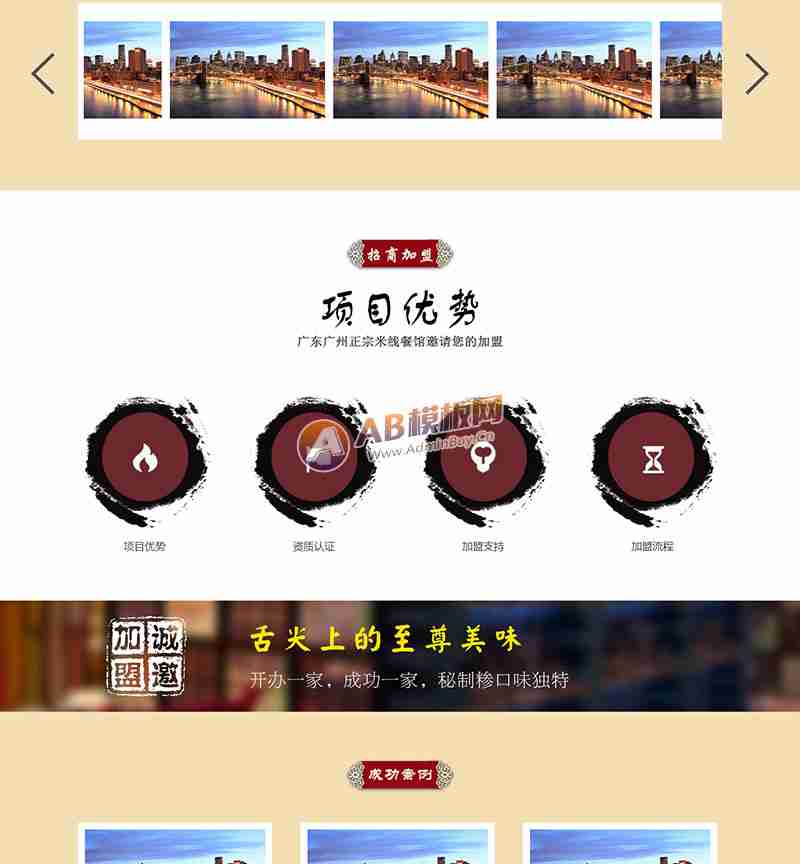 招商加盟
项目优势
广东广州正宗米线餐馆邀请您的加盟
AB模板网
www.AdminBuy.Cn
项目优势
资质认证
加盟支持
加盟流程
加诚
盟邀
舌尖上的至尊美味
开办一家，成功一家，秘制糁口味独特
成功案例